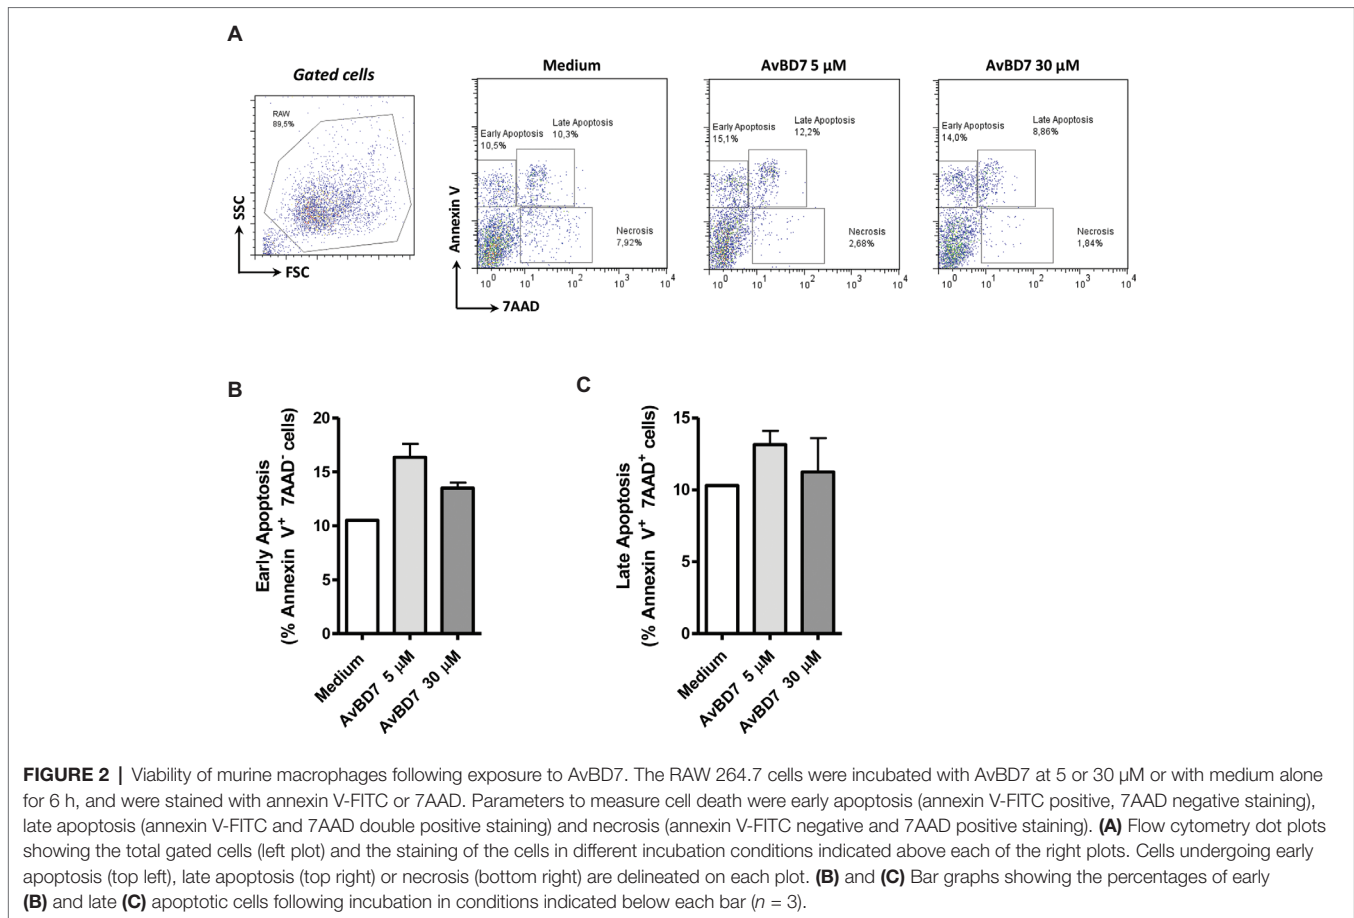 A
Gated cells
RAW
89,5%
SSC
FSC
Medium
Early Apoptosis
10,5%
Late Apoptosis
10,3%
Necrosis
7,92%
Annexin V
7AAD
10^0 10^1 10^2 10^3 10^4
AvBD7 5 µM
Early Apoptosis
15,1%
Late Apoptosis
12,2%
Necrosis
2,68%
10^0 10^1 10^2 10^3 10^4
AvBD7 30 µM
Early Apoptosis
14,0%
Late Apoptosis
8,86%
Necrosis
1,84%
10^0 10^1 10^2 10^3 10^4
B
Early Apoptosis
(% Annexin V⁺ 7AAD⁻ cells)
20
15
10
5
0
Medium
AvBD7 5 µM
AvBD7 30 µM
C
Late Apoptosis
(% Annexin V⁺ 7AAD⁺ cells)
15
10
5
0
Medium
AvBD7 5 µM
AvBD7 30 µM
FIGURE 2 | Viability of murine macrophages following exposure to AvBD7. The RAW 264.7 cells were incubated with AvBD7 at 5 or 30 µM or with medium alone
for 6 h, and were stained with annexin V-FITC or 7AAD. Parameters to measure cell death were early apoptosis (annexin V-FITC positive, 7AAD negative staining),
late apoptosis (annexin V-FITC and 7AAD double positive staining) and necrosis (annexin V-FITC negative and 7AAD positive staining). (A) Flow cytometry dot plots
showing the total gated cells (left plot) and the staining of the cells in different incubation conditions indicated above each of the right plots. Cells undergoing early
apoptosis (top left), late apoptosis (top right) or necrosis (bottom right) are delineated on each plot. (B) and (C) Bar graphs showing the percentages of early
(B) and late (C) apoptotic cells following incubation in conditions indicated below each bar (n = 3).